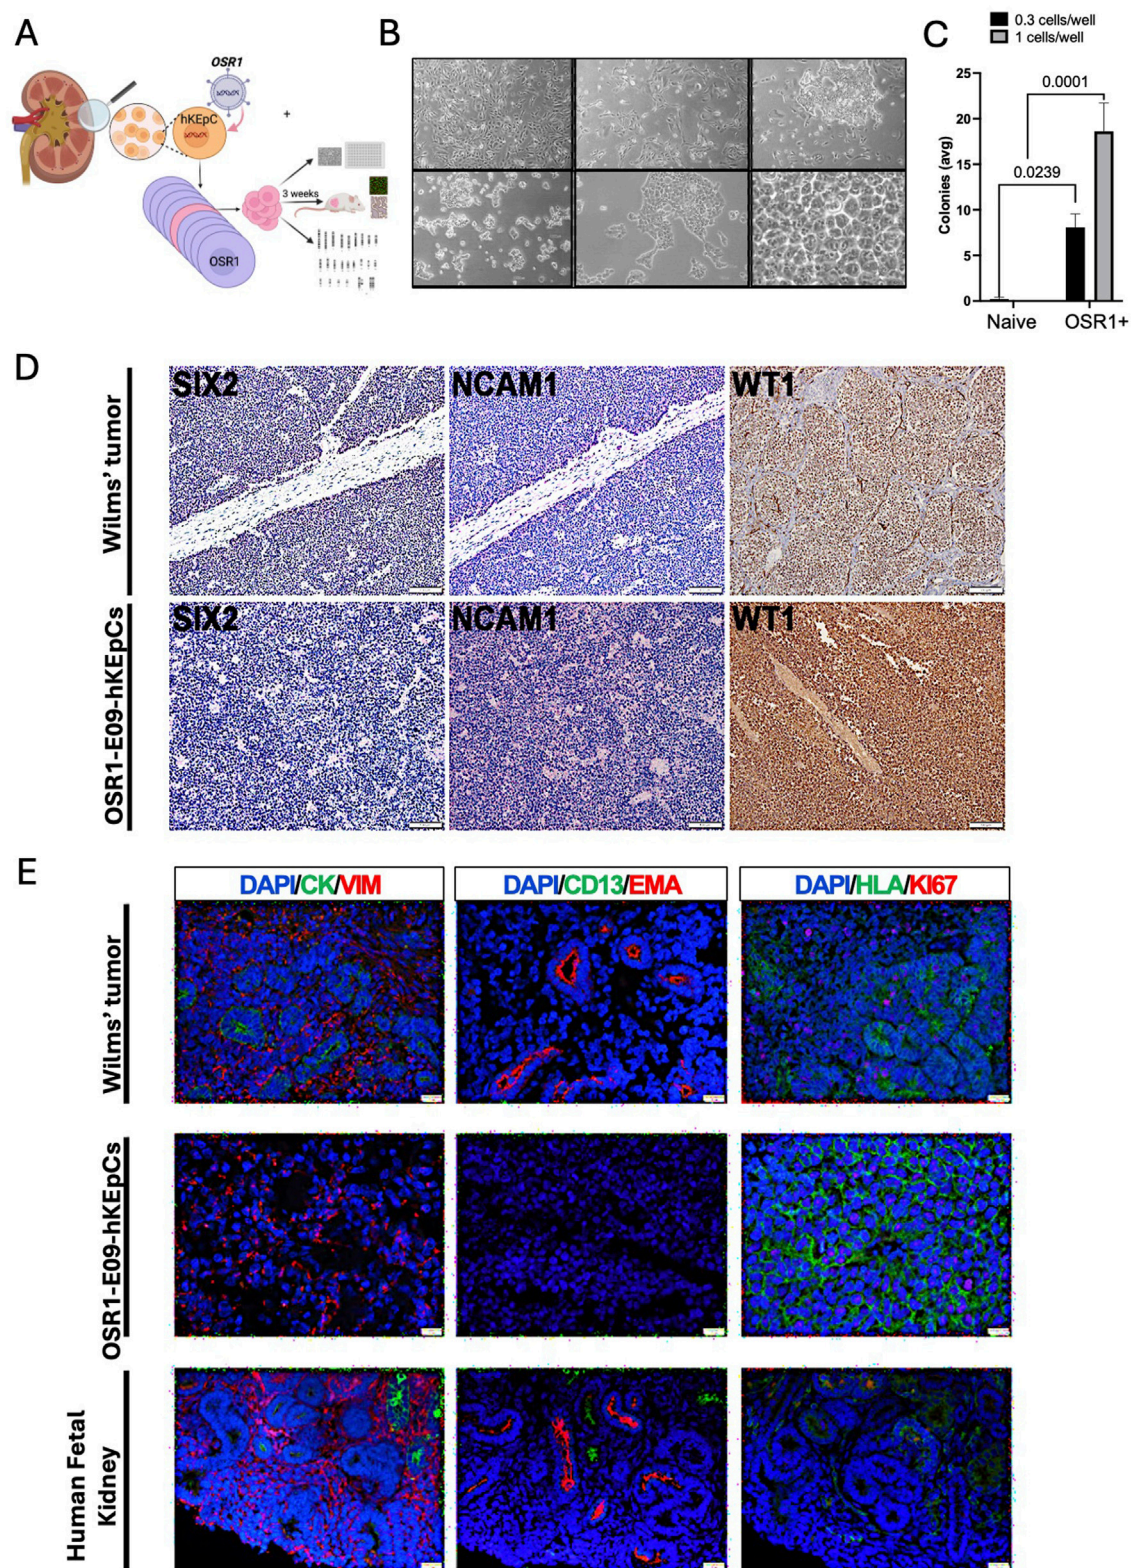 A
OSR1
hKEpC
+
3 weeks
OSR1
B
C
0.3 cells/well
1 cells/well
Colonies (avg)
25
20
15
10
5
0
0.0001
0.0239
Naive
OSR1+
D
Wilms' tumor
SIX2
NCAM1
WT1
OSR1-E09-hKEpCs
SIX2
NCAM1
WT1
E
DAPI/CK/VIM
DAPI/CD13/EMA
DAPI/HLA/KI67
Wilms' tumor
OSR1-E09-hKEpCs
Human Fetal
Kidney